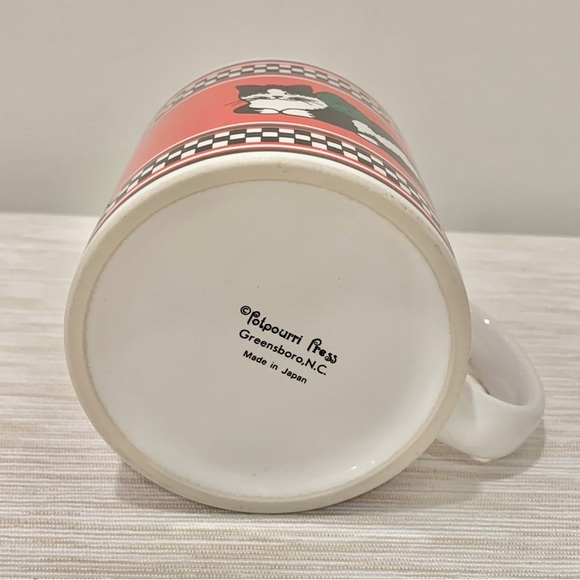 ©Potpourri Press
Greensboro, N.C.
Made in Japan